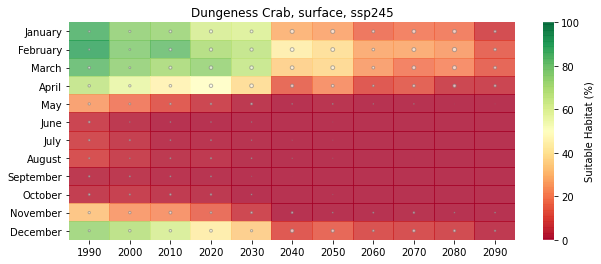 Dungeness Crab, surface, ssp245
January
February
March
April
May
June
July
August
September
October
November
December
1990 2000 2010 2020 2030 2040 2050 2060 2070 2080 2090
100
80
60
40
20
0
Suitable Habitat (%)